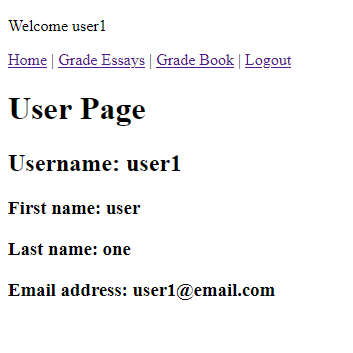 Welcome user1
Home | Grade Essays | Grade Book | Logout
User Page
Username: user1
First name: user
Last name: one
Email address: user1@email.com